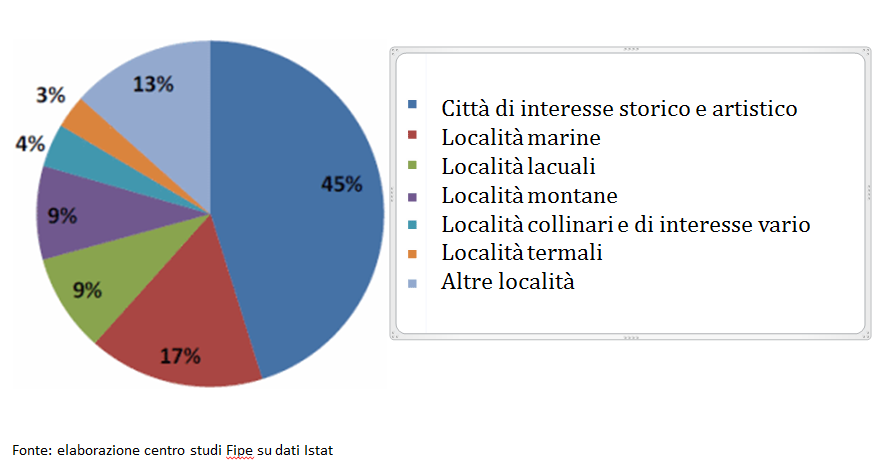 13%
3%
4%
45%
9%
9%
17%
Città di interesse storico e artistico
Località marine
Località lacuali
Località montane
Località collinari e di interesse vario
Località termali
Altre località
Fonte: elaborazione centro studi Fipe su dati Istat